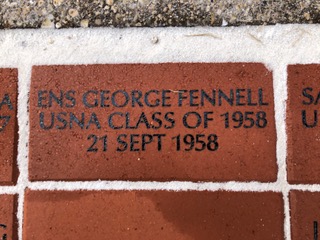 ENS GEORGE FENNELL
USNA CLASS OF 1958
21 SEPT 1958